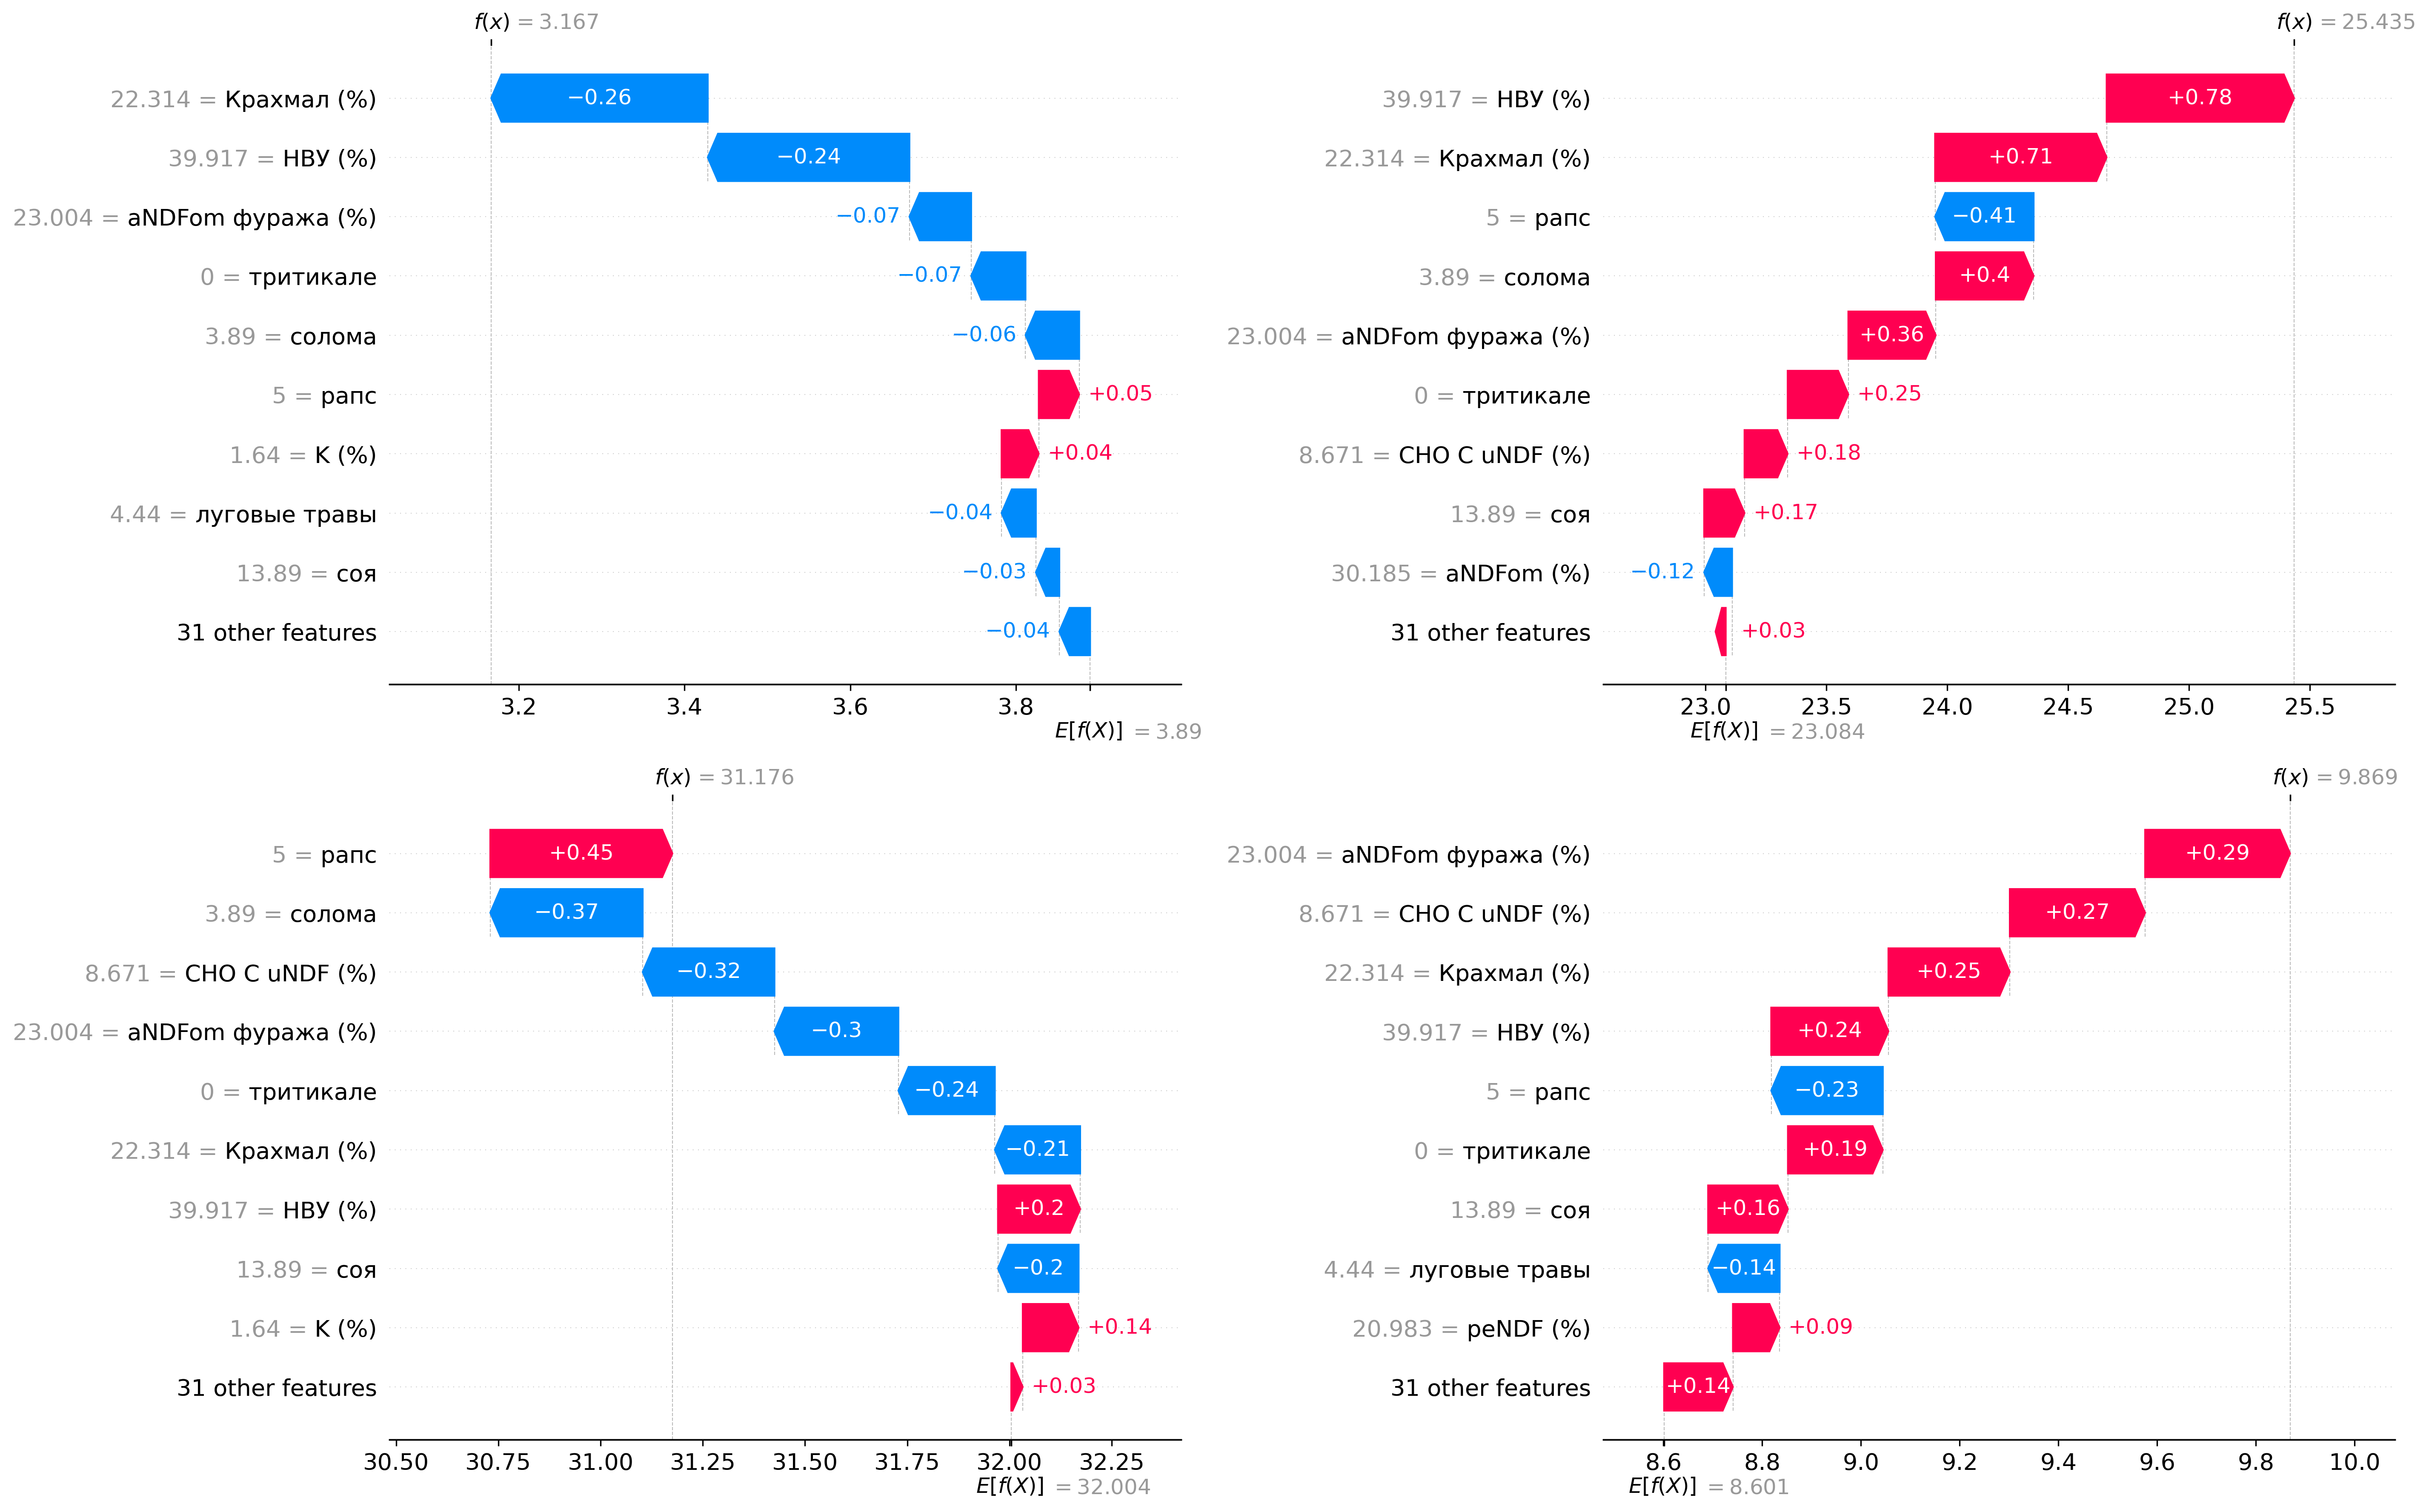 f(x) = 3.167
22.314 = Крахмал (%)
−0.26
39.917 = НВУ (%)
−0.24
23.004 = aNDFom фуража (%)
−0.07
0 = тритикале
−0.07
3.89 = солома
−0.06
5 = рапс
+0.05
1.64 = K (%)
+0.04
4.44 = луговые травы
−0.04
13.89 = соя
−0.03
31 other features
−0.04
3.2 3.4 3.6 3.8
E[f(X)] = 3.89
f(x) = 25.435
39.917 = НВУ (%)
+0.78
22.314 = Крахмал (%)
+0.71
5 = рапс
−0.41
3.89 = солома
+0.4
23.004 = aNDFom фуража (%)
+0.36
0 = тритикале
+0.25
8.671 = CHO C uNDF (%)
+0.18
13.89 = соя
+0.17
30.185 = aNDFom (%)
−0.12
31 other features
+0.03
23.0 23.5 24.0 24.5 25.0 25.5
E[f(X)] = 23.084
f(x) = 31.176
5 = рапс
+0.45
3.89 = солома
−0.37
8.671 = CHO C uNDF (%)
−0.32
23.004 = aNDFom фуража (%)
−0.3
0 = тритикале
−0.24
22.314 = Крахмал (%)
−0.21
39.917 = НВУ (%)
+0.2
13.89 = соя
−0.2
1.64 = K (%)
+0.14
31 other features
+0.03
30.50 30.75 31.00 31.25 31.50 31.75 32.00 32.25
E[f(X)] = 32.004
f(x) = 9.869
23.004 = aNDFom фуража (%)
+0.29
8.671 = CHO C uNDF (%)
+0.27
22.314 = Крахмал (%)
+0.25
39.917 = НВУ (%)
+0.24
5 = рапс
−0.23
0 = тритикале
+0.19
13.89 = соя
+0.16
4.44 = луговые травы
−0.14
20.983 = peNDF (%)
+0.09
31 other features
+0.14
8.6 8.8 9.0 9.2 9.4 9.6 9.8 10.0
E[f(X)] = 8.601